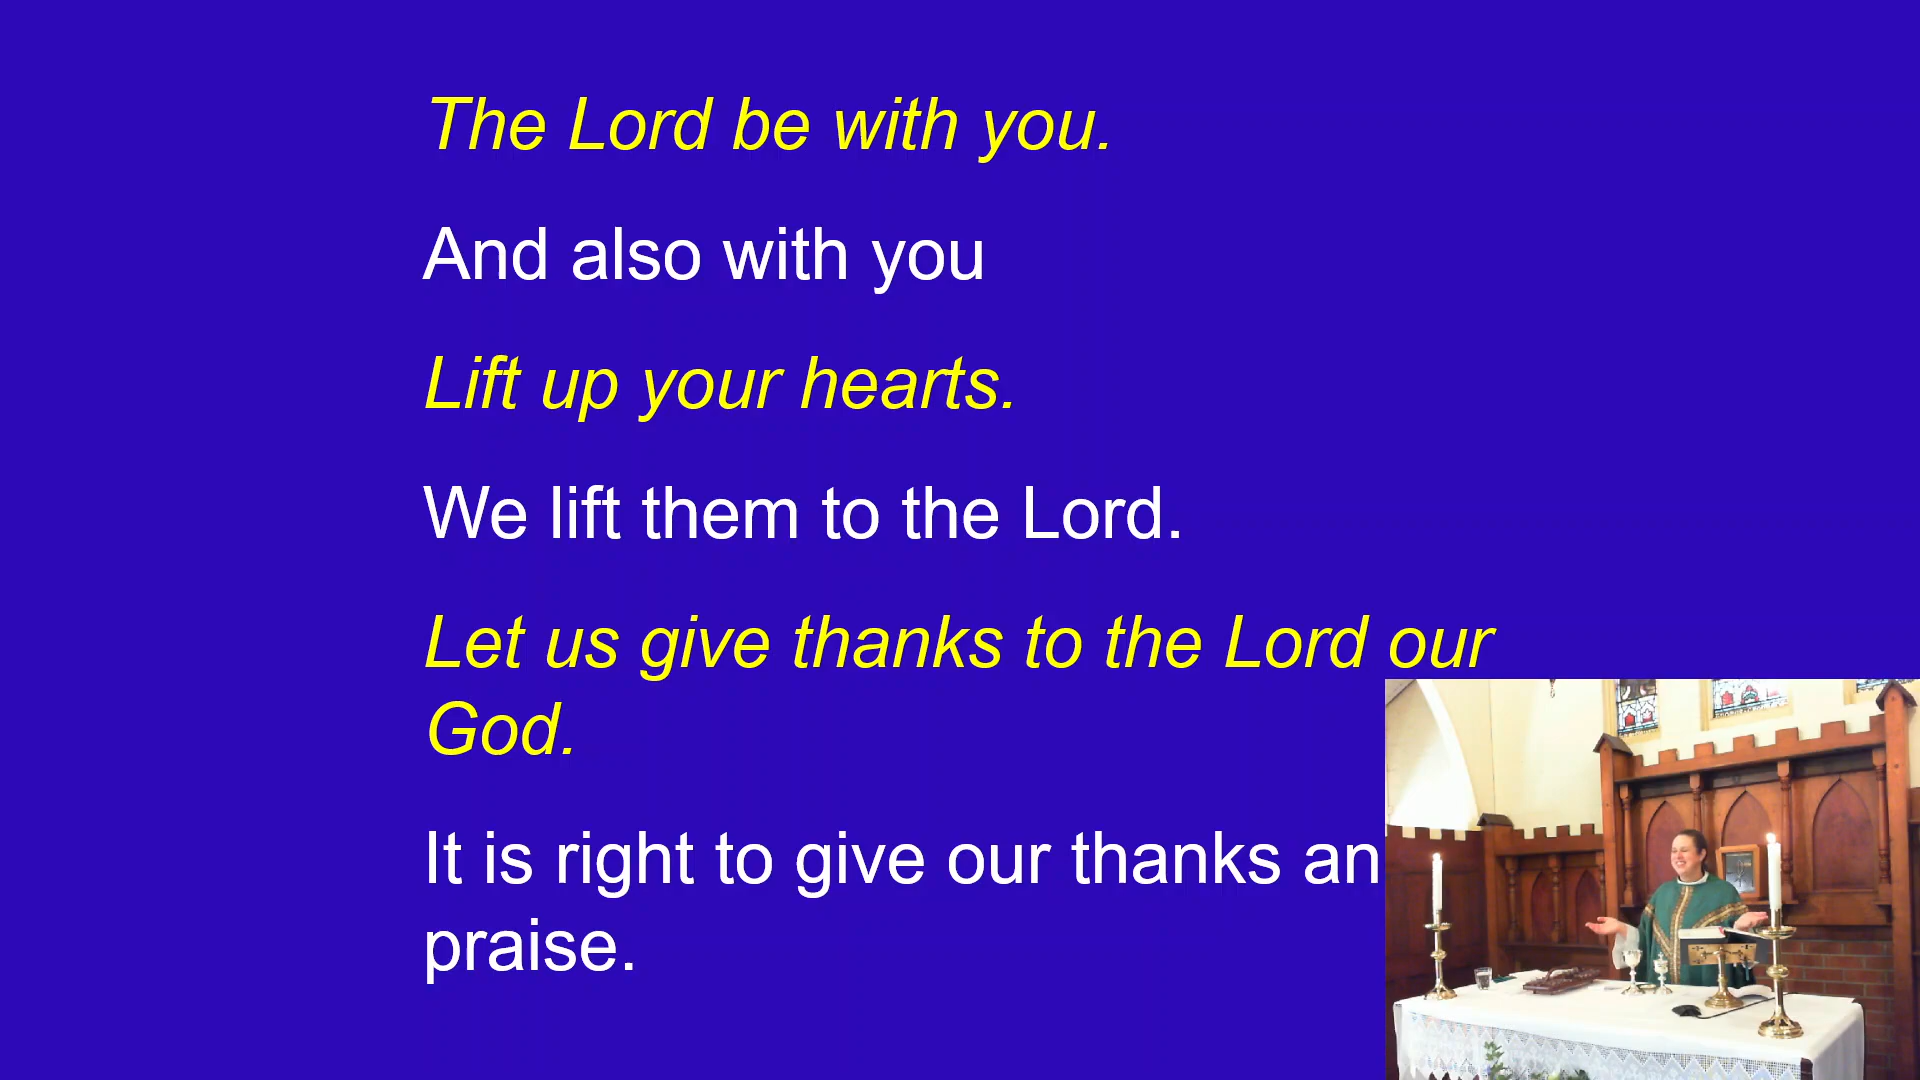 The Lord be with you.
And also with you
Lift up your hearts.
We lift them to the Lord.
Let us give thanks to the Lord our
God.
It is right to give our thanks an
praise.